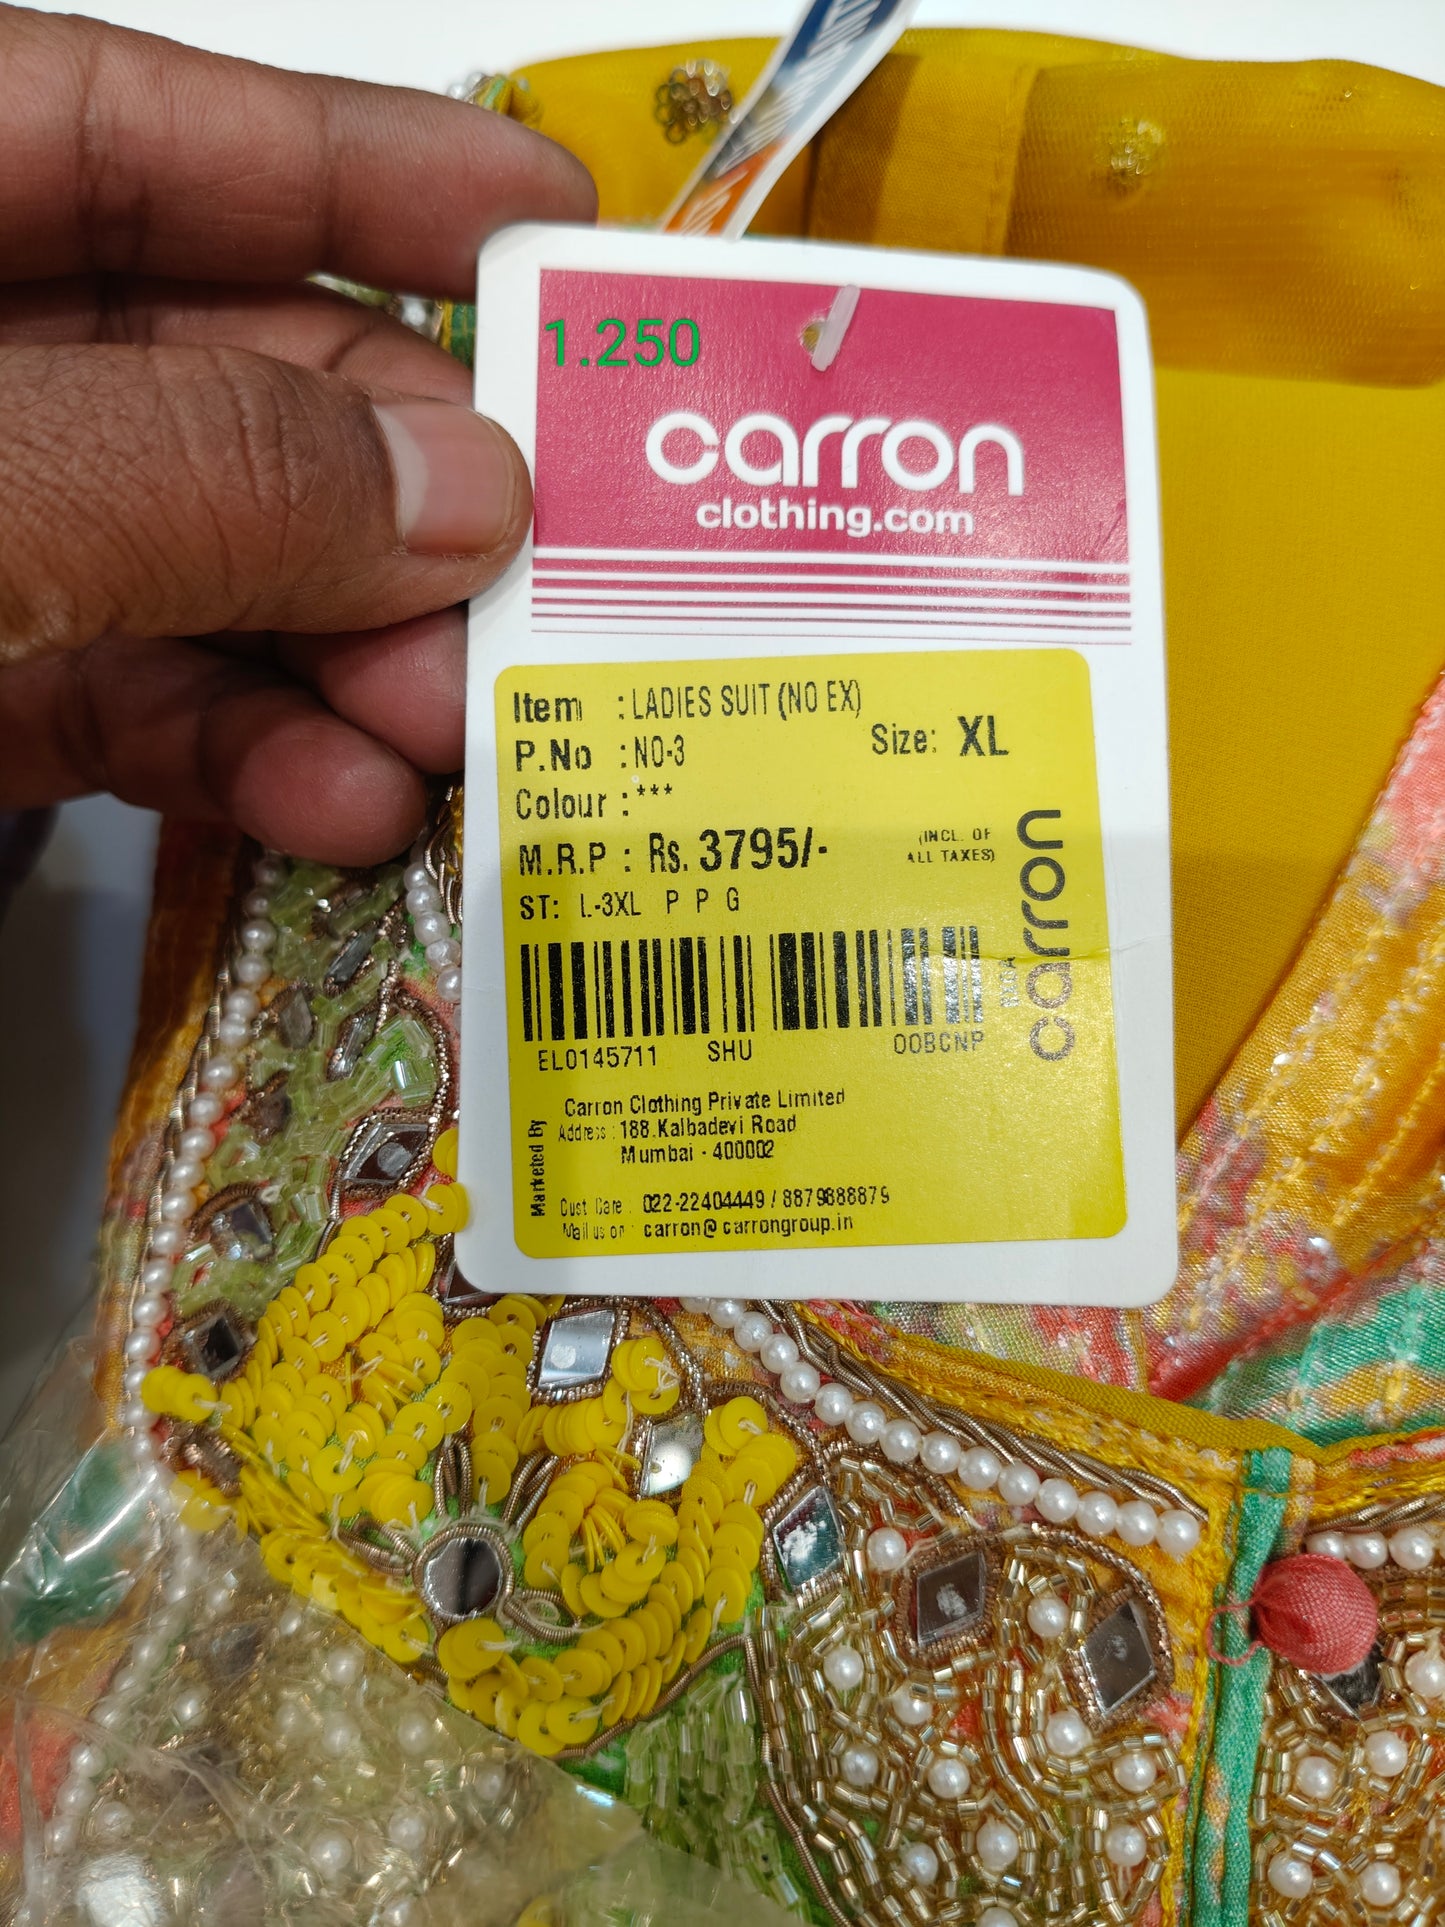 1.250
carron
clothing.com
Item : LADIES SUIT (NO EX)
P.No : NO-3
Size: XL
Colour : ***
M.R.P : Rs. 3795/-
(INCL. OF
ALL TAXES)
ST: L-3XL P P G
EL0145711 SHU 00BCNP
carron
Marketed By
Carron Clothing Private Limited
Address : 188.Kalbadevi Road
Mumbai - 400002
Cust Care : 022-22404449 / 8879888879
Mail us on : carron@carrongroup.in